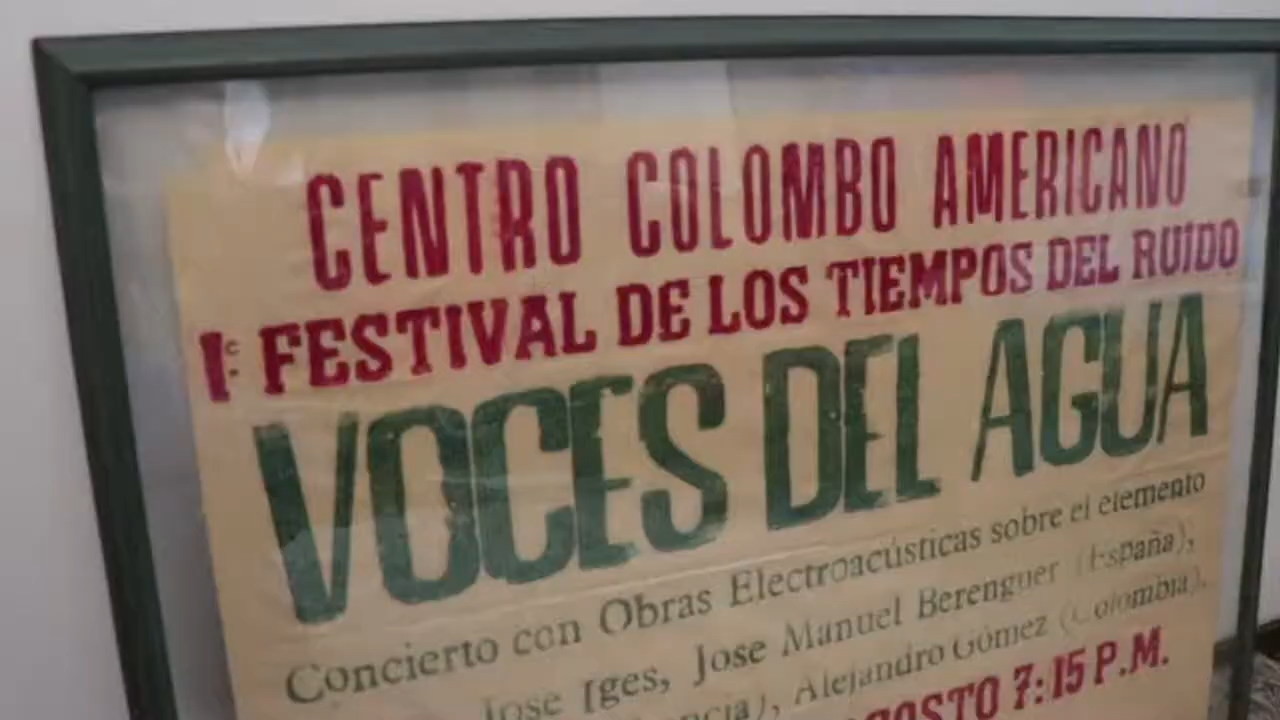 CENTRO COLOMBO AMERICANO
1º FESTIVAL DE LOS TIEMPOS DEL RUIDO
VOCES DEL AGUA
Concierto con Obras Electroacústicas sobre el elemento
Jose Iges, Jose Manuel Berenguer (España),
Alejandro Gómez (Colombia),
7:15 P.M.